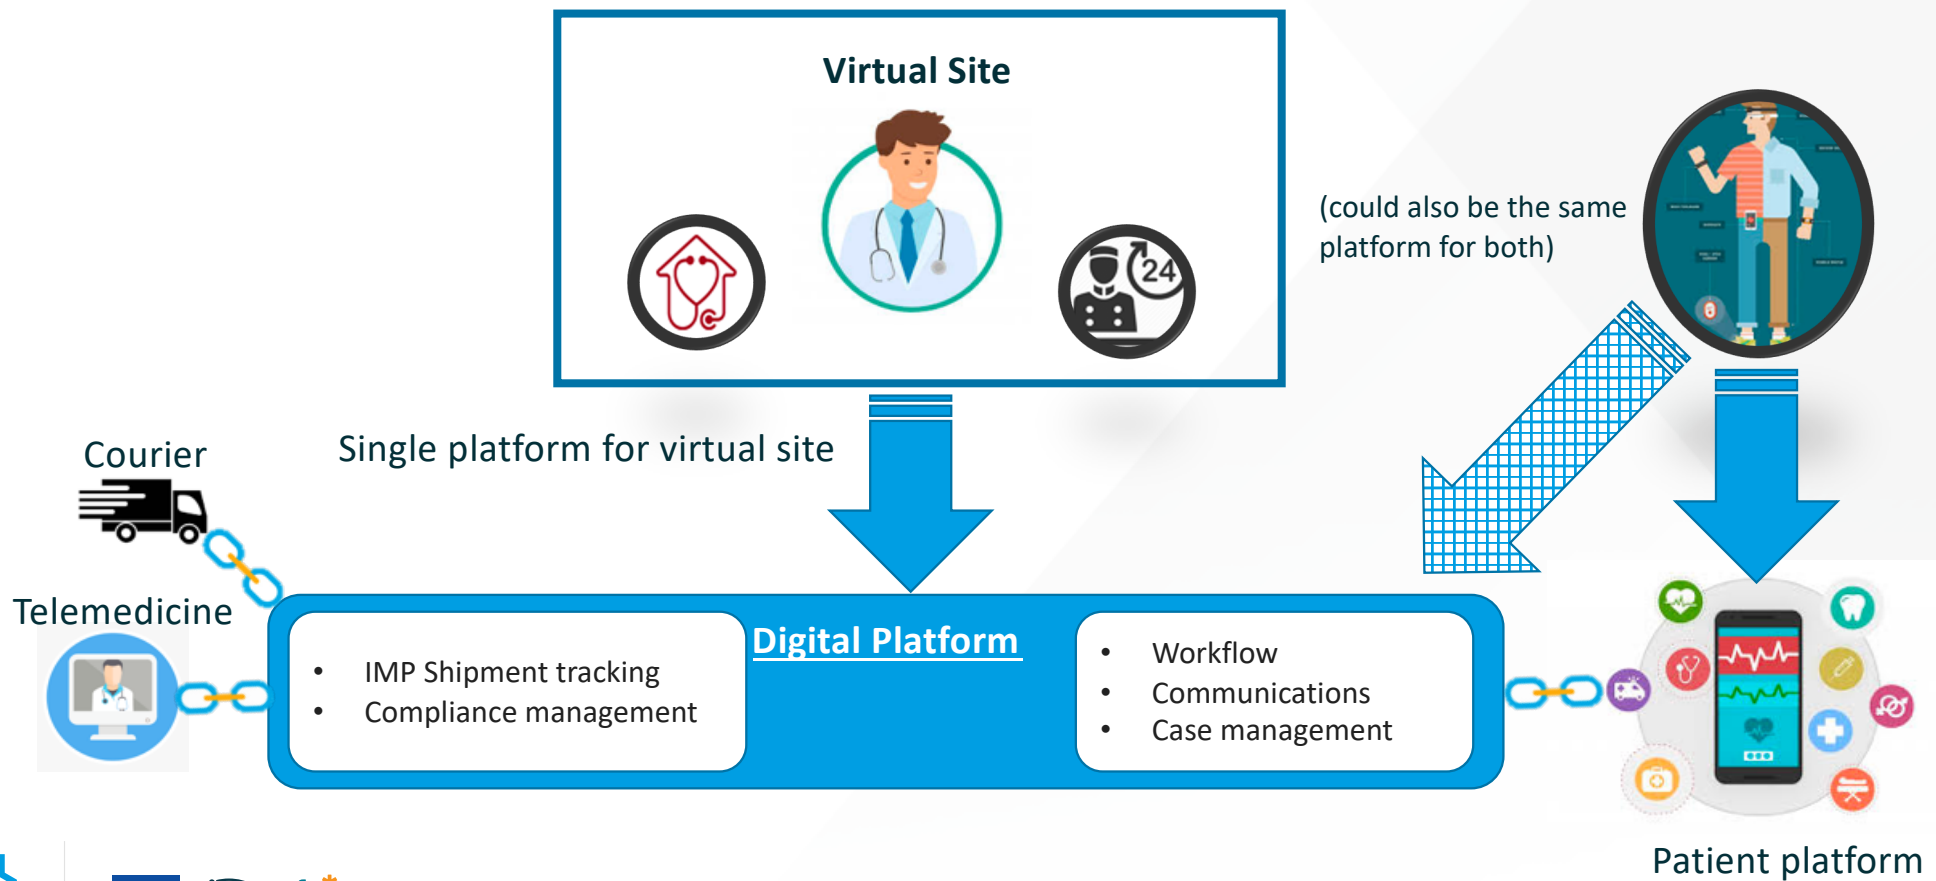 Virtual Site
24
(could also be the same
platform for both)
Courier
Single platform for virtual site
Telemedicine
Digital Platform
• IMP Shipment tracking
• Compliance management
• Workflow
• Communications
• Case management
Patient platform